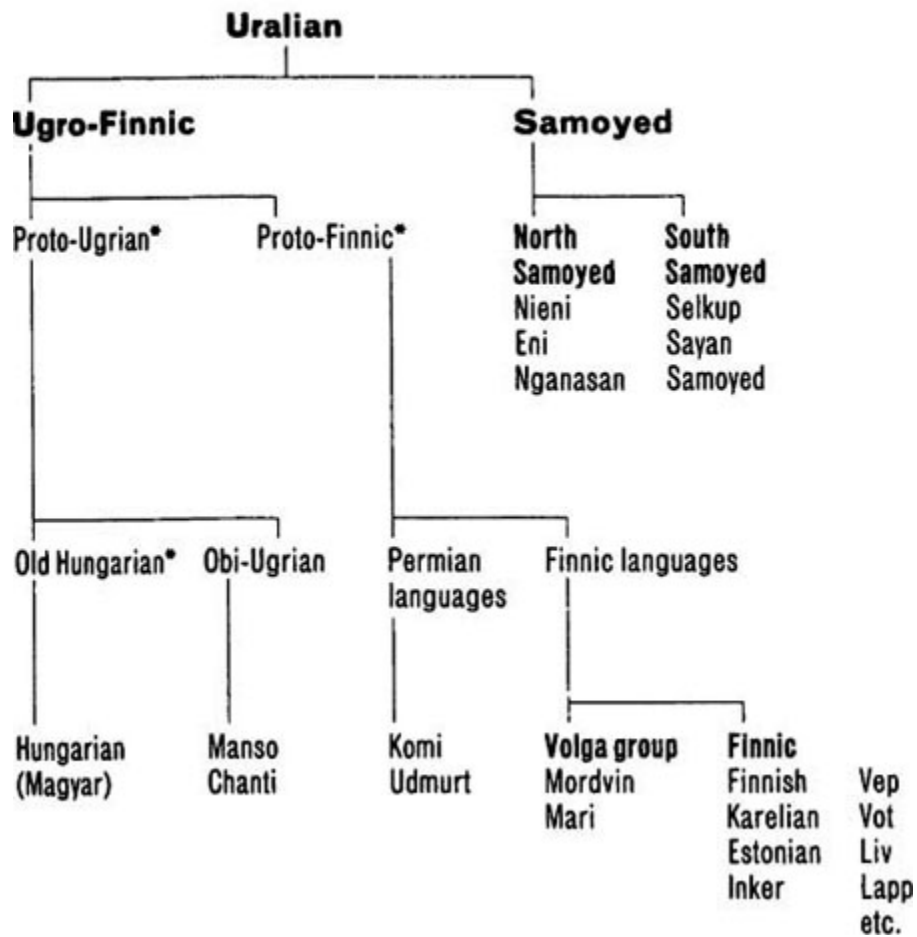 Uralian
Ugro-Finnic
Samoyed
Proto-Ugrian*
Proto-Finnic*
North
Samoyed
Nieni
Eni
Nganasan
South
Samoyed
Selkup
Sayan
Samoyed
Old Hungarian*
Obi-Ugrian
Permian
languages
Finnic languages
Hungarian
(Magyar)
Manso
Chanti
Komi
Udmurt
Volga group
Mordvin
Mari
Finnic
Finnish
Karelian
Estonian
Inker
Vep
Vot
Liv
Lapp
etc.